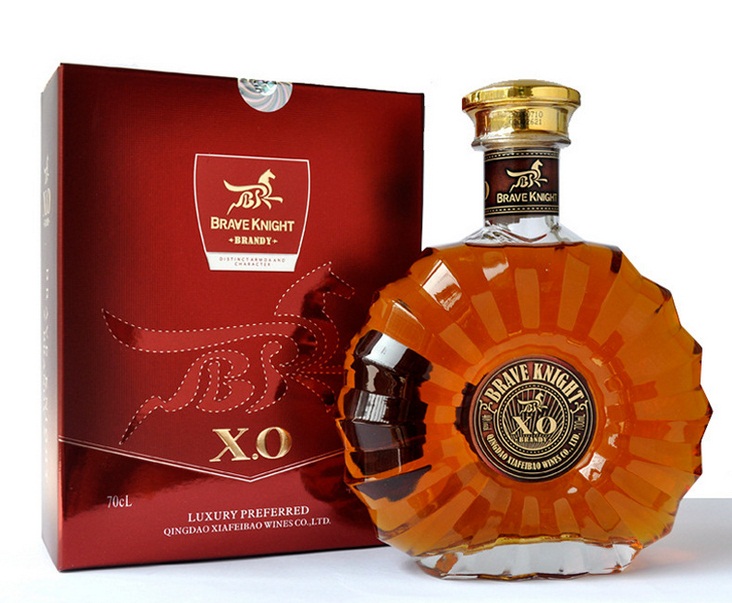 BRAVE KNIGHT
BRANDY
DISTINCT AROMA AND
CHARACTER
BR
X.O
70cL
LUXURY PREFERRED
QINGDAO XIAFEIBAO WINES CO.,LTD.
BRAVE KNIGHT
BRAVE KNIGHT
X.O
BRANDY
QINGDAO XIAFEIBAO WINES CO., LTD.